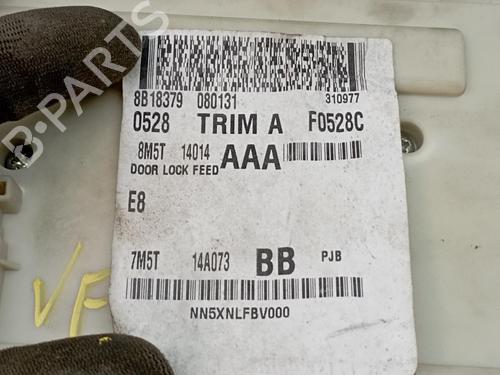 8B18379 080131 310977
0528 TRIM A F0528C
8M5T 14014 AAA
DOOR LOCK FEED
E8
7M5T 14A073 BB PJB
NN5XNLFBV000
VF
B-PARTS